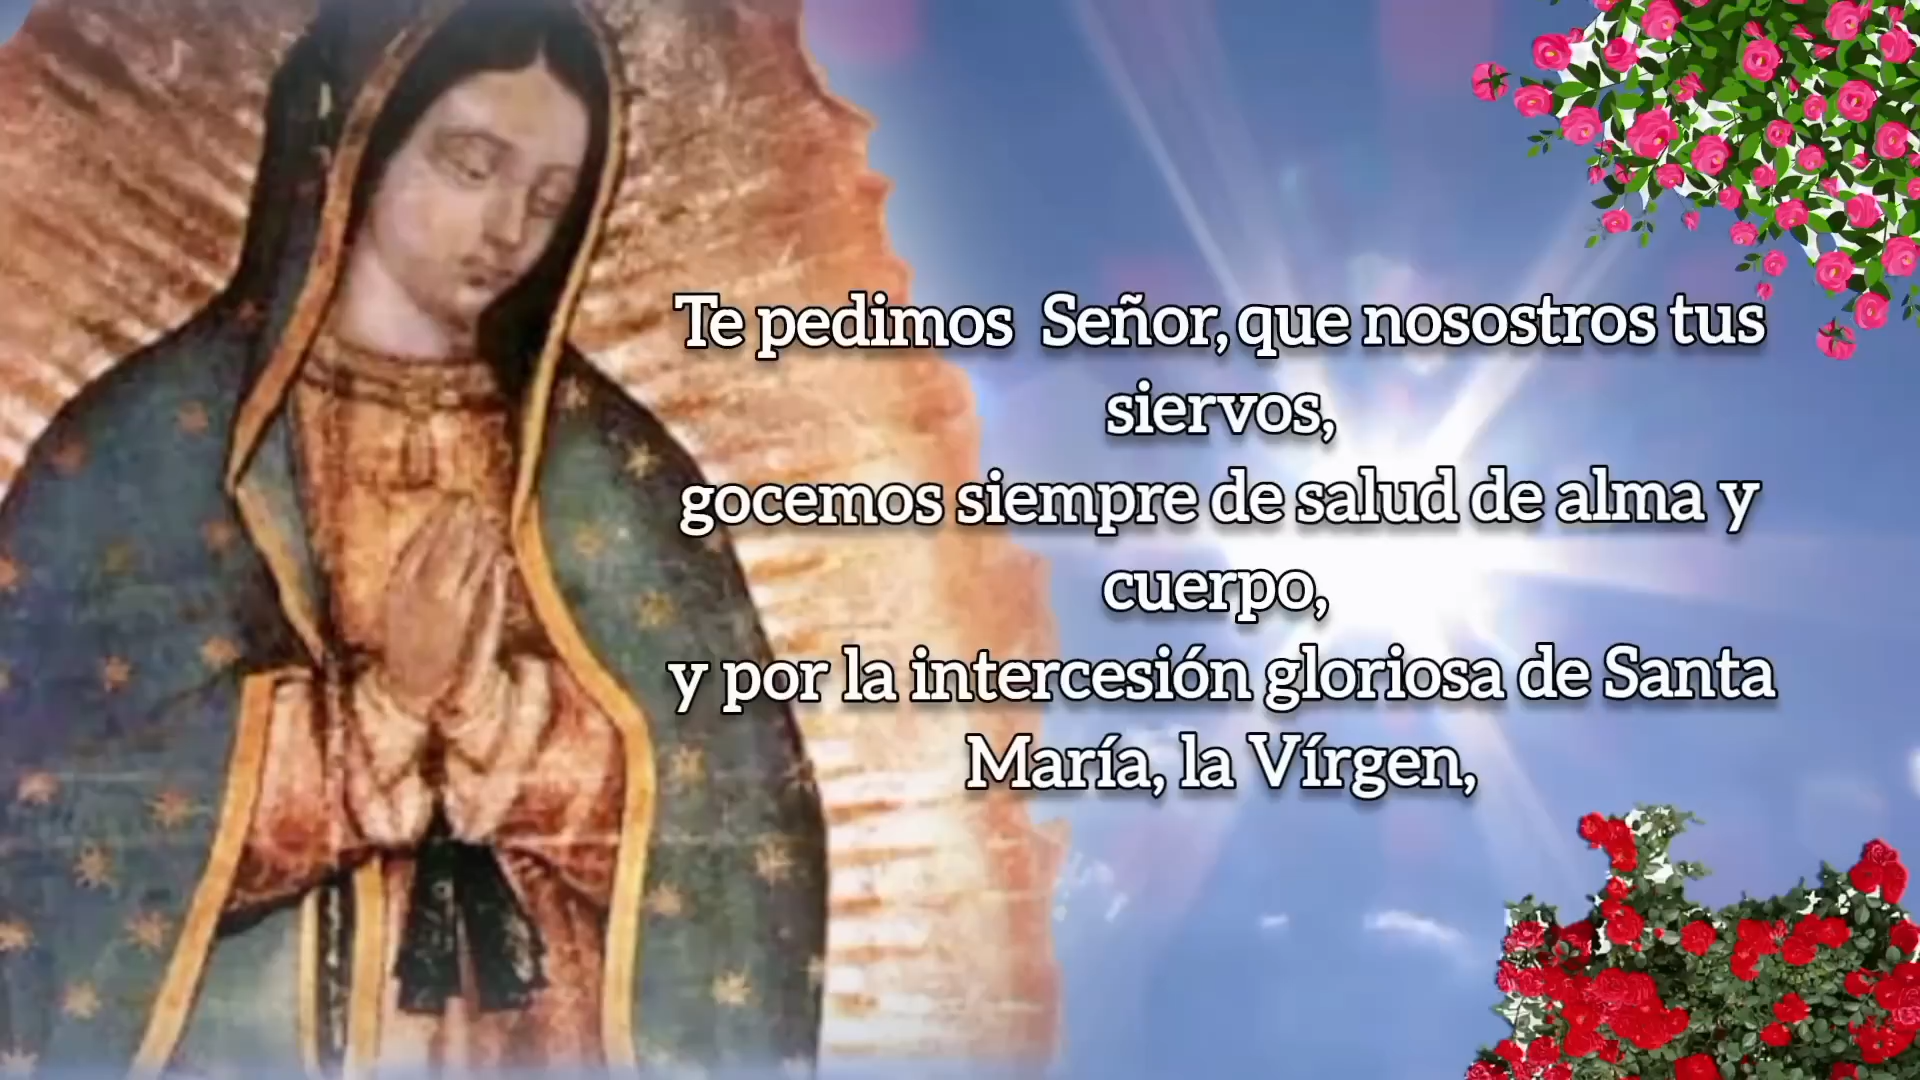 Te pedimos Señor, que nosostros tus
siervos,
gocemos siempre de salud de alma y
cuerpo,
y por la intercesión gloriosa de Santa
María, la Vírgen,